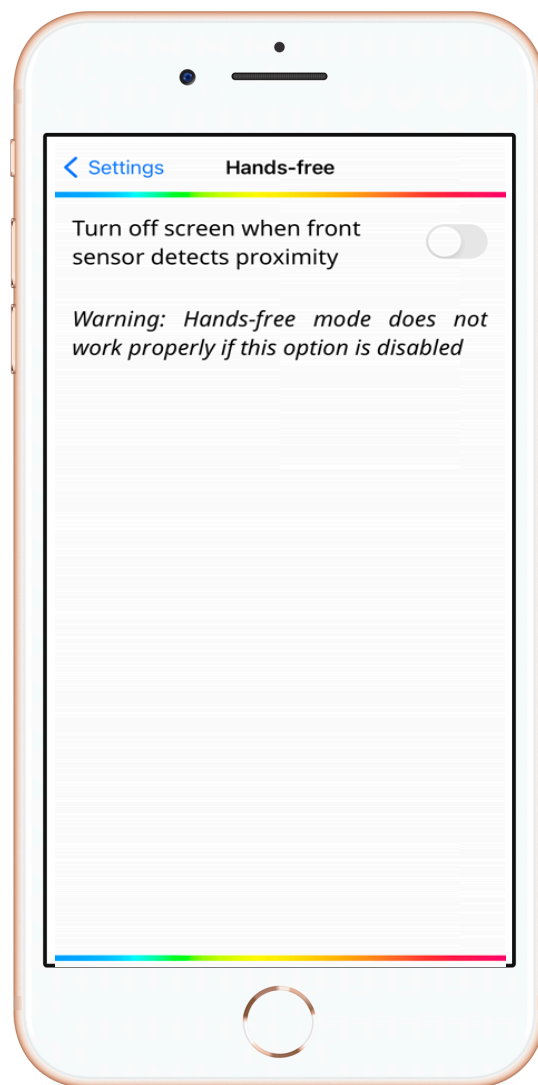 Settings
Hands-free
Turn off screen when front
sensor detects proximity
Warning: Hands-free mode does not
work properly if this option is disabled